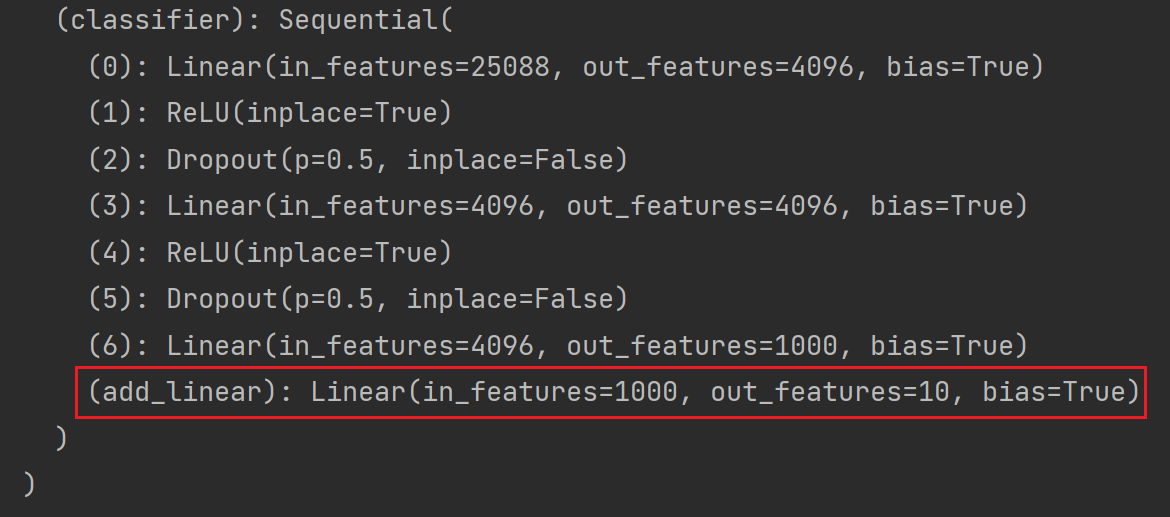 (classifier): Sequential(
(0): Linear(in_features=25088, out_features=4096, bias=True)
(1): ReLU(inplace=True)
(2): Dropout(p=0.5, inplace=False)
(3): Linear(in_features=4096, out_features=4096, bias=True)
(4): ReLU(inplace=True)
(5): Dropout(p=0.5, inplace=False)
(6): Linear(in_features=4096, out_features=1000, bias=True)
(add_linear): Linear(in_features=1000, out_features=10, bias=True)
)
)